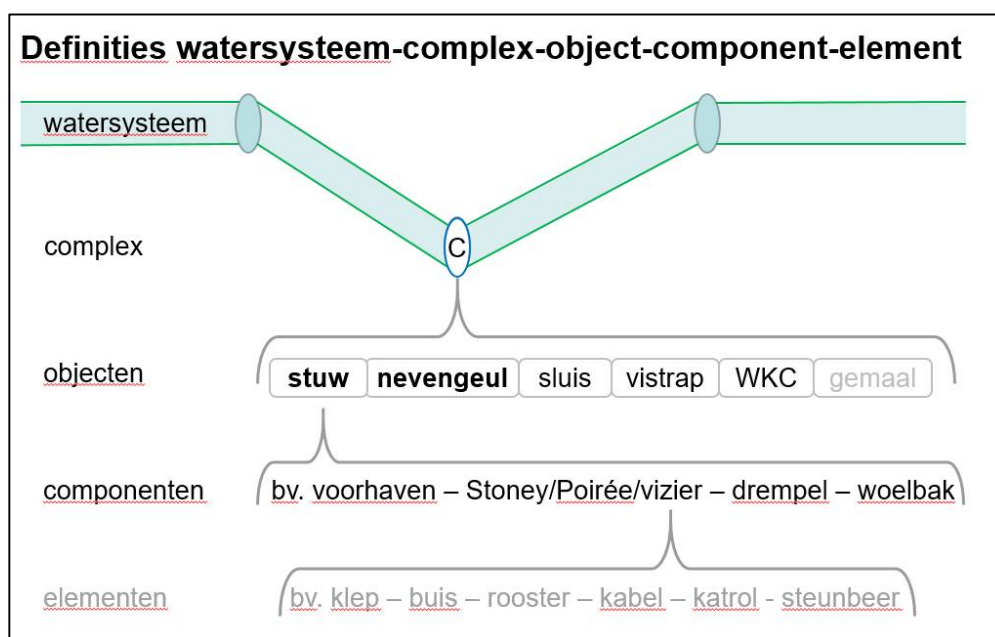 Definities watersysteem-complex-object-component-element
watersysteem
C
complex
objecten stuw nevengeul sluis vistrap WKC gemaal
componenten bv. voorhaven – Stoney/Poirée/vizier – drempel – woelbak
elementen bv. klep – buis – rooster – kabel – katrol - steunbeer